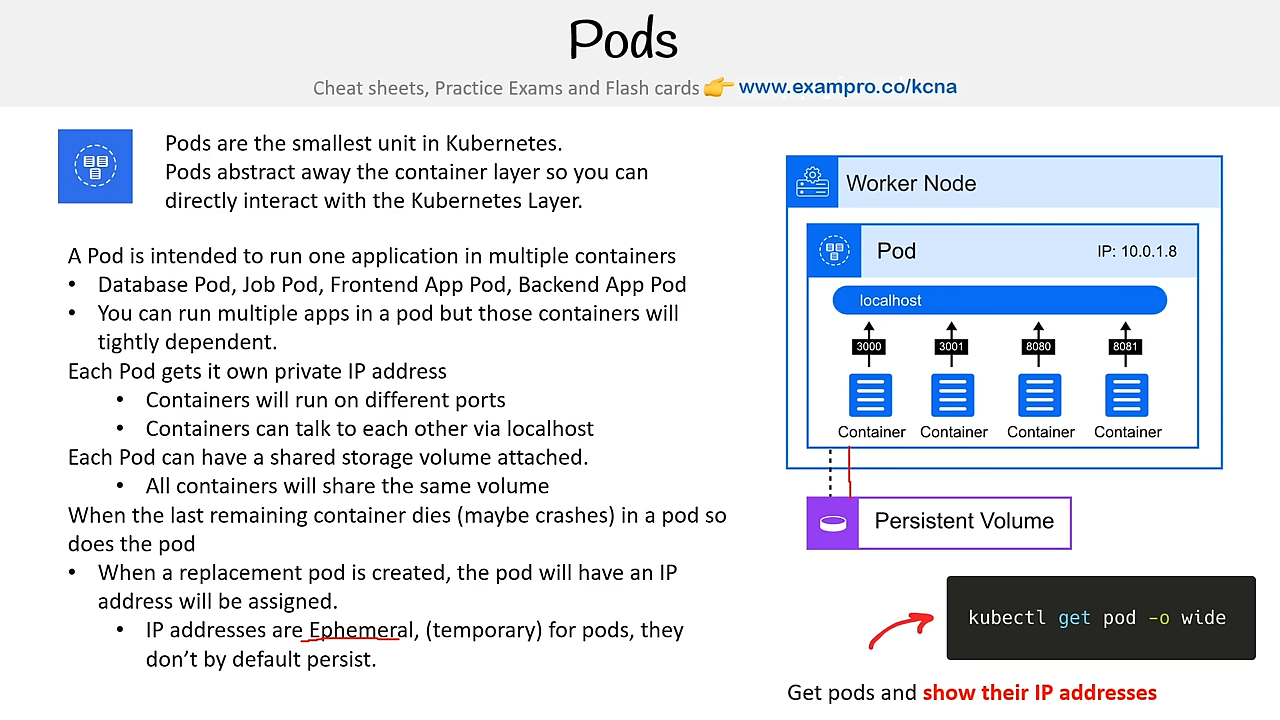 Pods
Cheat sheets, Practice Exams and Flash cards 👉 www.exampro.co/kcna
Pods are the smallest unit in Kubernetes.
Pods abstract away the container layer so you can
directly interact with the Kubernetes Layer.
A Pod is intended to run one application in multiple containers
• Database Pod, Job Pod, Frontend App Pod, Backend App Pod
• You can run multiple apps in a pod but those containers will
tightly dependent.
Each Pod gets it own private IP address
• Containers will run on different ports
• Containers can talk to each other via localhost
Each Pod can have a shared storage volume attached.
• All containers will share the same volume
When the last remaining container dies (maybe crashes) in a pod so
does the pod
• When a replacement pod is created, the pod will have an IP
address will be assigned.
• IP addresses are Ephemeral, (temporary) for pods, they
don't by default persist.
Worker Node
Pod IP: 10.0.1.8
localhost
3000 3001 8080 8081
Container Container Container Container
Persistent Volume
kubectl get pod -o wide
Get pods and show their IP addresses